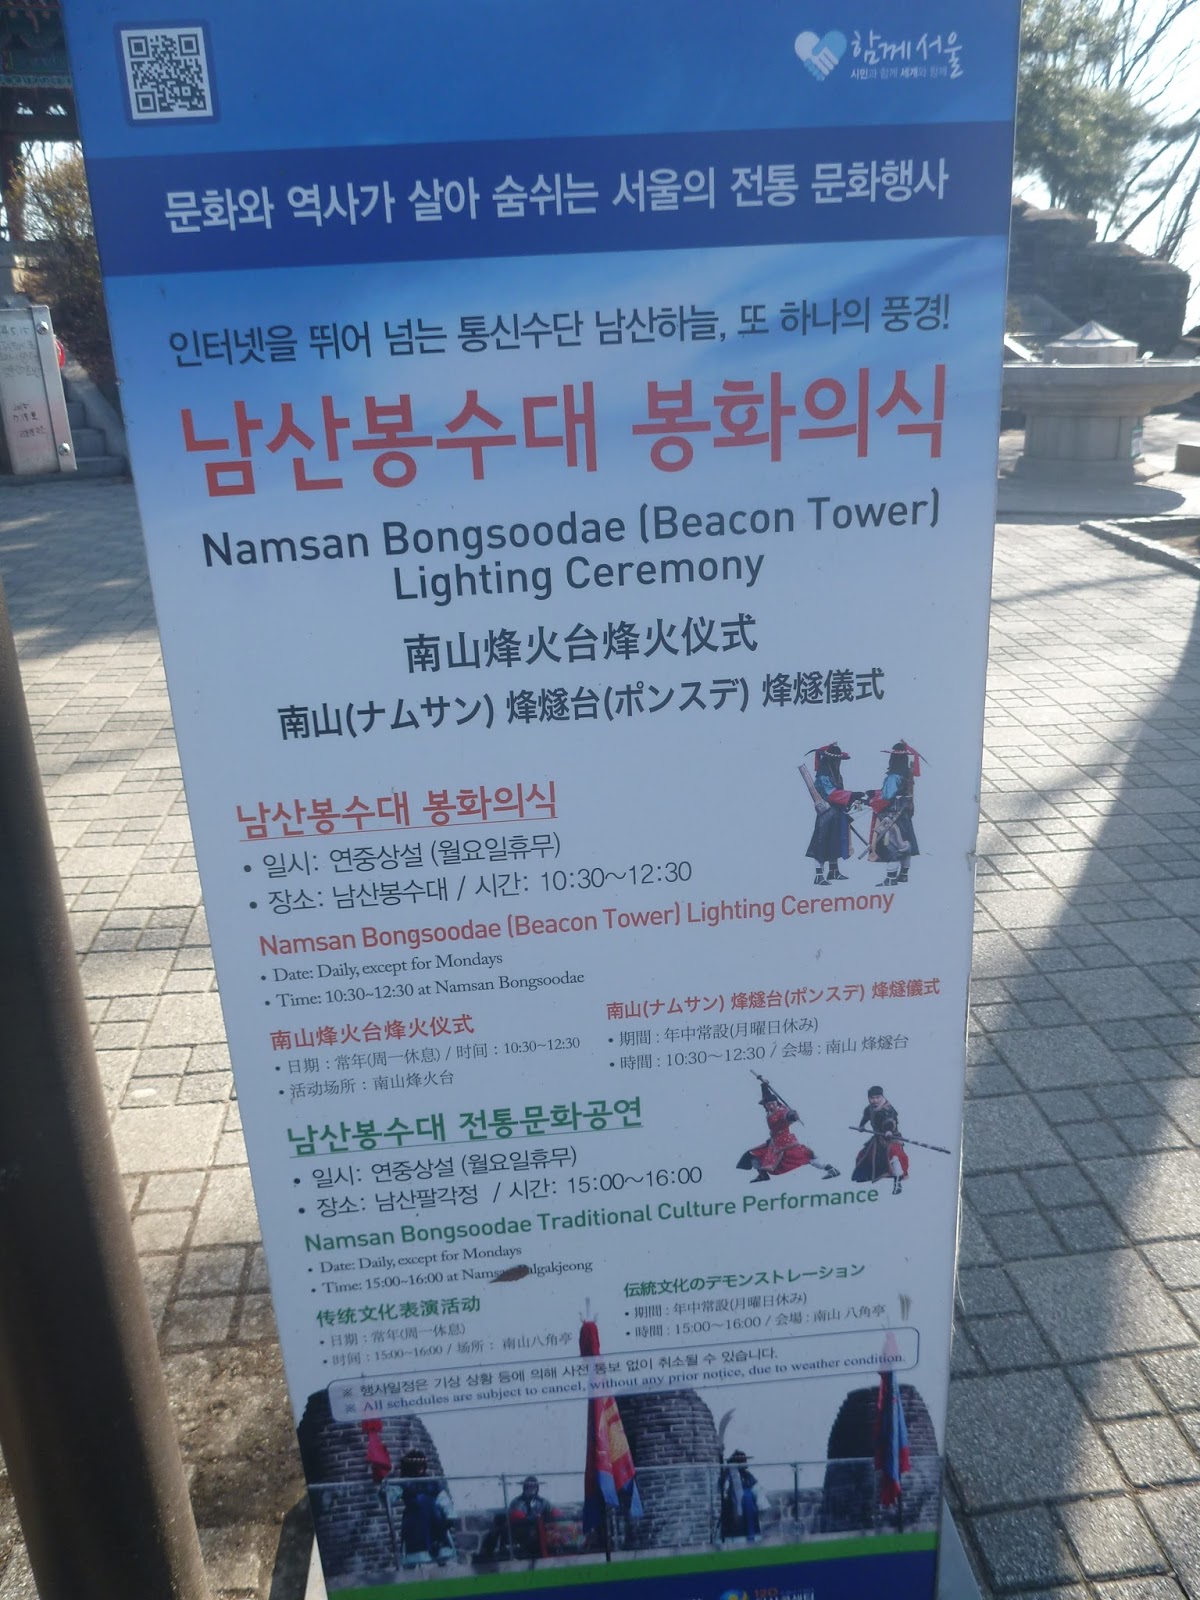 함께서울
시민과 함께 세계와 함께
문화와 역사가 살아 숨쉬는 서울의 전통 문화행사
인터넷을 뛰어 넘는 통신수단 남산하늘, 또 하나의 풍경!
남산봉수대 봉화의식
Namsan Bongsoodae (Beacon Tower)
Lighting Ceremony
南山烽火台烽火仪式
南山(ナムサン) 烽燧台(ポンスデ) 烽燧儀式
남산봉수대 봉화의식
• 일시: 연중상설 (월요일휴무)
• 장소: 남산봉수대 / 시간: 10:30~12:30
Namsan Bongsoodae (Beacon Tower) Lighting Ceremony
• Date: Daily, except for Mondays
• Time: 10:30~12:30 at Namsan Bongsoodae
南山烽火台烽火仪式
• 日期 : 常年(周一休息) / 时间 : 10:30~12:30
• 活动场所 : 南山烽火台
南山(ナムサン) 烽燧台(ポンスデ) 烽燧儀式
• 期間 : 年中常設(月曜日休み)
• 時間 : 10:30~12:30 / 会場 : 南山 烽燧台
남산봉수대 전통문화공연
• 일시: 연중상설 (월요일휴무)
• 장소: 남산팔각정 / 시간: 15:00~16:00
Namsan Bongsoodae Traditional Culture Performance
• Date: Daily, except for Mondays
• Time: 15:00~16:00 at
传统文化表演活动
• 日期 : 常年(周一休息)
• 时间 : 15:00~16:00 / 场所 : 南山八角亭
伝統文化のデモンストレーション
• 期間 : 年中常設(月曜日休み)
• 時間 : 15:00~16:00 / 会場 : 南山 八角亭
※ 행사일정은 기상 상황 등에 의해 사전 통보 없이 취소될 수 있습니다.
※ All schedules are subject to cancel, without any prior notice, due to weather condition.